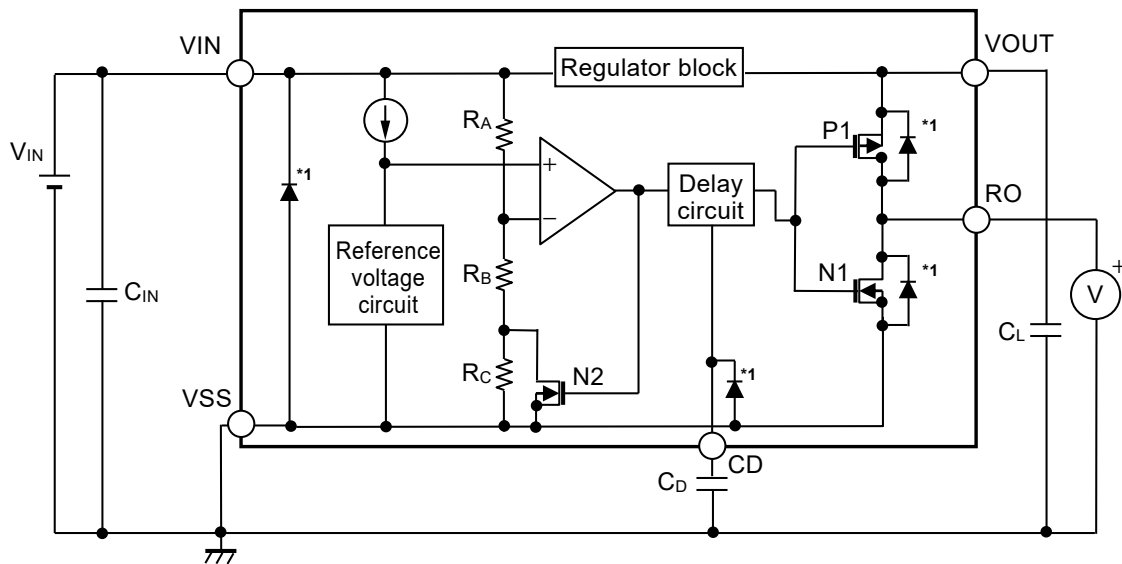 VIN
VOUT
Regulator block
RA
P1
*1
VIN
*1
+
−
Delay
circuit
RO
Reference
voltage
circuit
RB
N1
*1
+
V
CIN
CL
RC
N2
*1
VSS
CD
CD